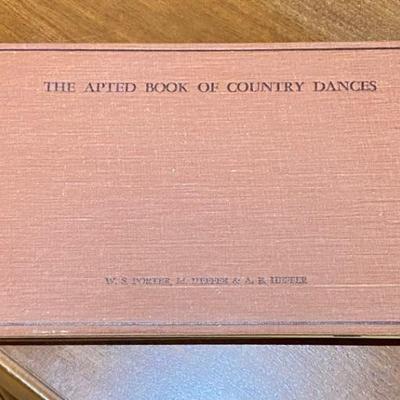 THE APTED BOOK OF COUNTRY DANCES
W. S. PORTER, M. HEFFER & A. B. HEFFER